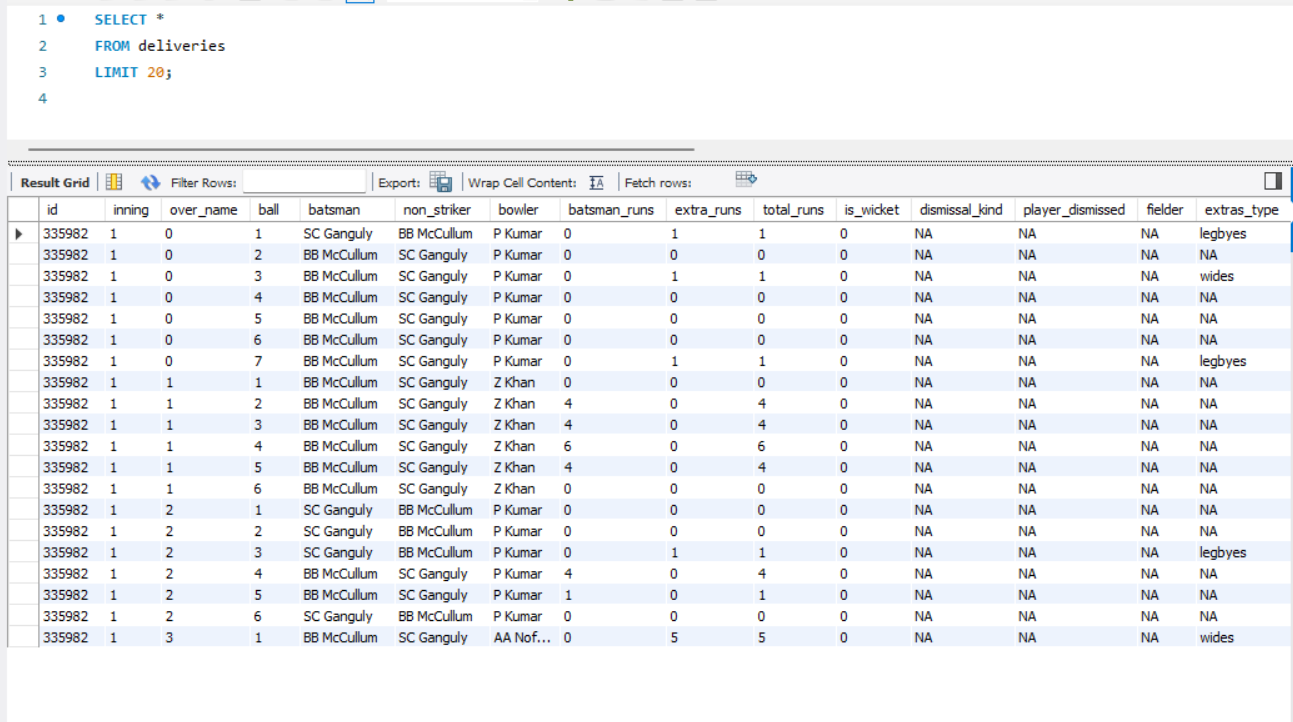 1 SELECT *
2 FROM deliveries
3 LIMIT 20;
4
Result Grid Filter Rows: Export: Wrap Cell Content: IA Fetch rows:
id inning over_name ball batsman non_striker bowler batsman_runs extra_runs total_runs is_wicket dismissal_kind player_dismissed fielder extras_type
335982 1 0 1 SC Ganguly BB McCullum P Kumar 0 1 1 0 NA NA NA legbyes
335982 1 0 2 BB McCullum SC Ganguly P Kumar 0 0 0 0 NA NA NA NA
335982 1 0 3 BB McCullum SC Ganguly P Kumar 0 1 1 0 NA NA NA wides
335982 1 0 4 BB McCullum SC Ganguly P Kumar 0 0 0 0 NA NA NA NA
335982 1 0 5 BB McCullum SC Ganguly P Kumar 0 0 0 0 NA NA NA NA
335982 1 0 6 BB McCullum SC Ganguly P Kumar 0 0 0 0 NA NA NA NA
335982 1 0 7 BB McCullum SC Ganguly P Kumar 0 1 1 0 NA NA NA legbyes
335982 1 1 1 BB McCullum SC Ganguly Z Khan 0 0 0 0 NA NA NA NA
335982 1 1 2 BB McCullum SC Ganguly Z Khan 4 0 4 0 NA NA NA NA
335982 1 1 3 BB McCullum SC Ganguly Z Khan 4 0 4 0 NA NA NA NA
335982 1 1 4 BB McCullum SC Ganguly Z Khan 6 0 6 0 NA NA NA NA
335982 1 1 5 BB McCullum SC Ganguly Z Khan 4 0 4 0 NA NA NA NA
335982 1 1 6 BB McCullum SC Ganguly Z Khan 0 0 0 0 NA NA NA NA
335982 1 2 1 SC Ganguly BB McCullum P Kumar 0 0 0 0 NA NA NA NA
335982 1 2 2 SC Ganguly BB McCullum P Kumar 0 0 0 0 NA NA NA NA
335982 1 2 3 SC Ganguly BB McCullum P Kumar 0 1 1 0 NA NA NA legbyes
335982 1 2 4 BB McCullum SC Ganguly P Kumar 4 0 4 0 NA NA NA NA
335982 1 2 5 BB McCullum SC Ganguly P Kumar 1 0 1 0 NA NA NA NA
335982 1 2 6 SC Ganguly BB McCullum P Kumar 0 0 0 0 NA NA NA NA
335982 1 3 1 BB McCullum SC Ganguly AA Nof... 0 5 5 0 NA NA NA wides